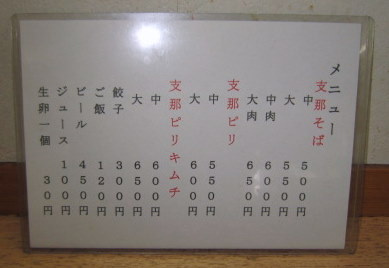 メニュー
支那そば
中 500円
大 550円
中肉 600円
大肉 650円
支那ピリ
中 550円
大 600円
支那ピリキムチ
中 600円
大 650円
餃子 300円
ご飯 120円
ビール 450円
ジュース 100円
生卵一個 30円